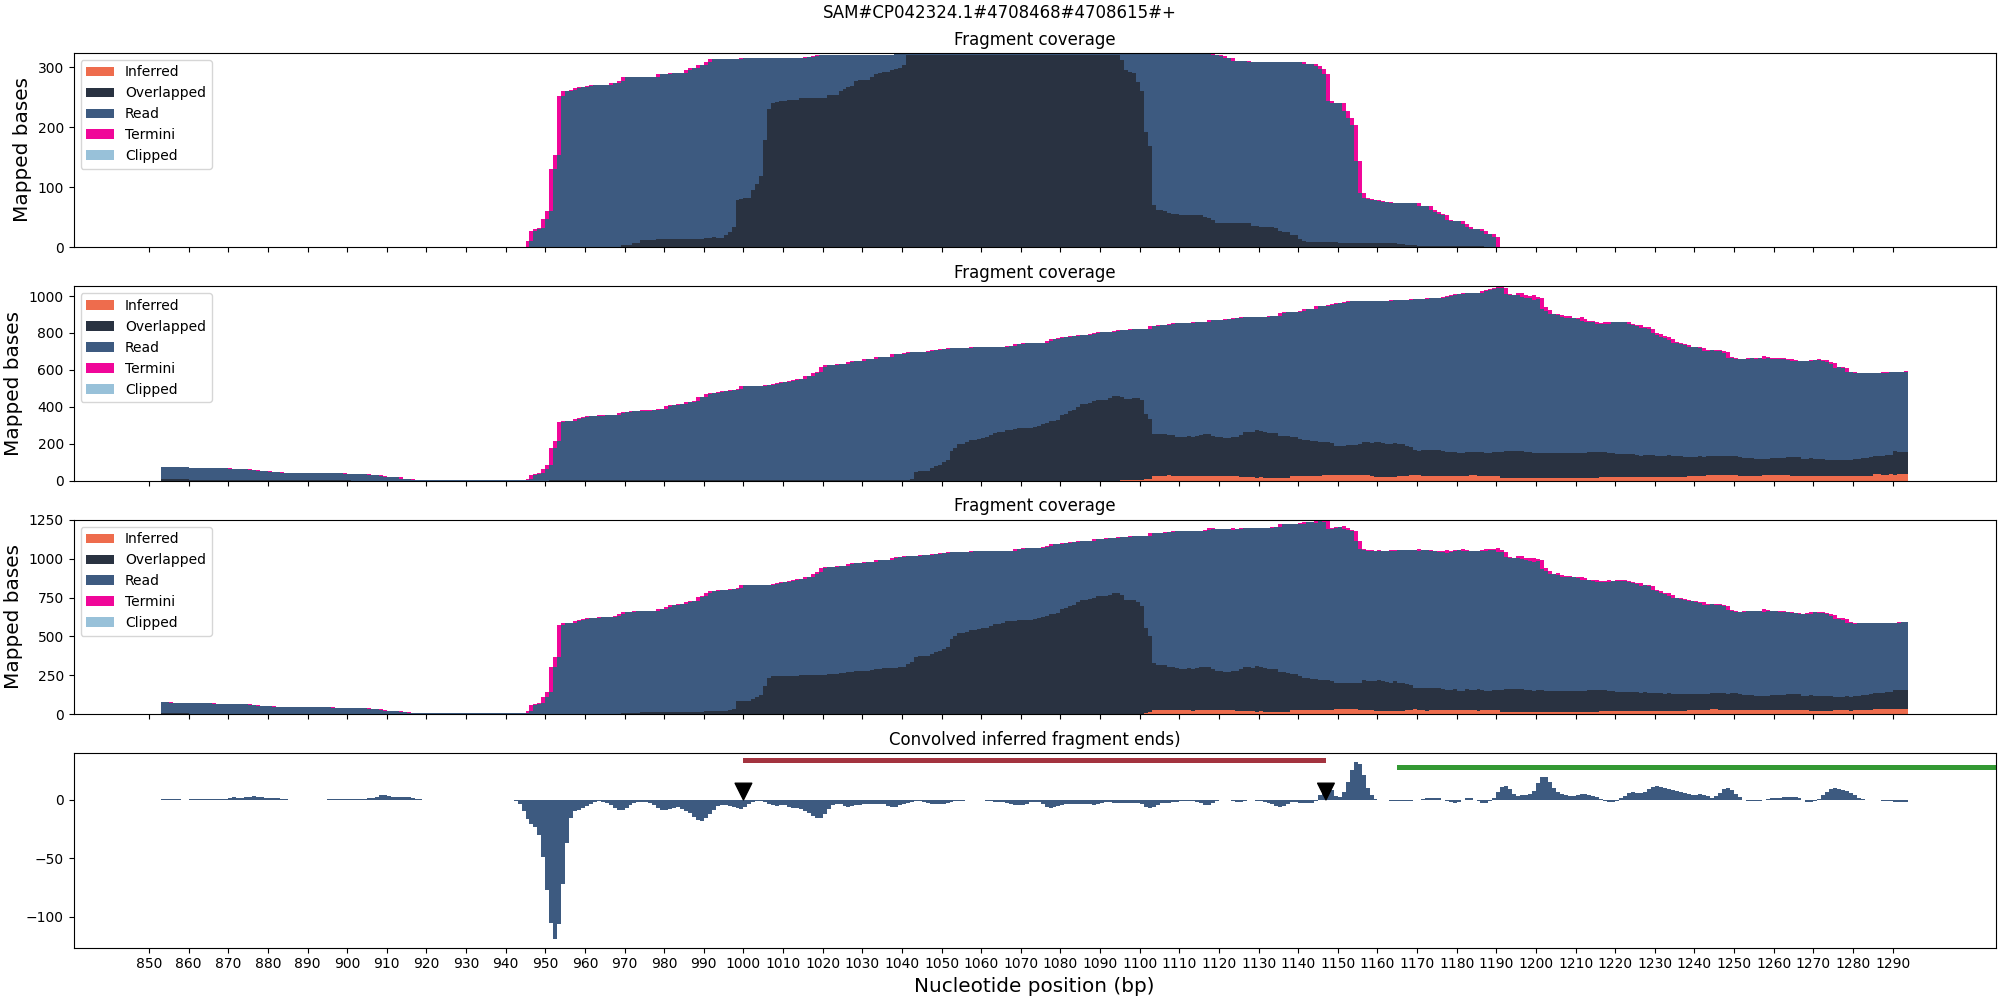 SAM#CP042324.1#4708468#4708615#+
Fragment coverage
Mapped bases
300
200
100
0
Inferred
Overlapped
Read
Termini
Clipped
Fragment coverage
Mapped bases
1000
800
600
400
200
0
Inferred
Overlapped
Read
Termini
Clipped
Fragment coverage
Mapped bases
1250
1000
750
500
250
0
Inferred
Overlapped
Read
Termini
Clipped
Convolved inferred fragment ends)
0
−50
−100
850 860 870 880 890 900 910 920 930 940 950 960 970 980 990 1000 1010 1020 1030 1040 1050 1060 1070 1080 1090 1100 1110 1120 1130 1140 1150 1160 1170 1180 1190 1200 1210 1220 1230 1240 1250 1260 1270 1280 1290
Nucleotide position (bp)